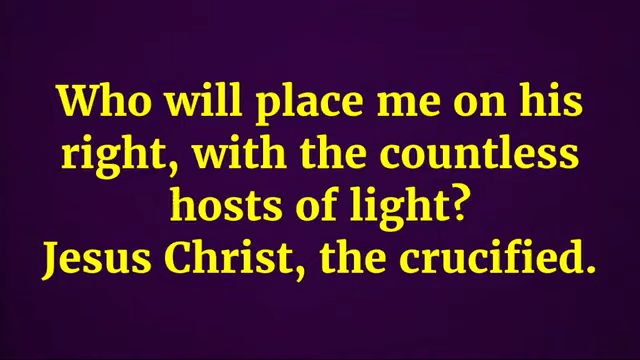 Who will place me on his
right, with the countless
hosts of light?
Jesus Christ, the crucified.